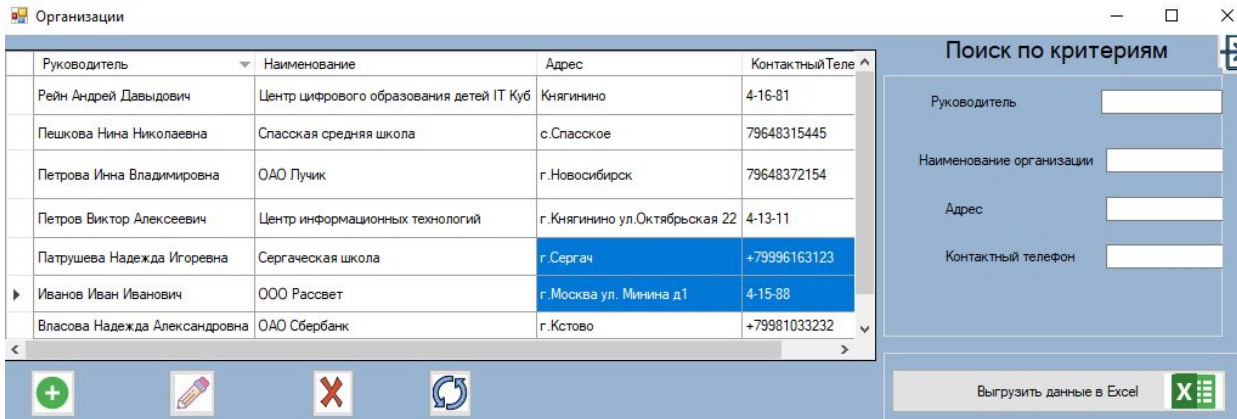 Организации
Руководитель Наименование Адрес КонтактныйТеле
Рейн Андрей Давыдович Центр цифрового образования детей IT Куб Княгинино 4-16-81
Пешкова Нина Николаевна Спасская средняя школа с.Спасское 79648315445
Петрова Инна Владимировна ОАО Лучик г.Новосибирск 79648372154
Петров Виктор Алексеевич Центр информационных технологий г.Княгинино ул.Октябрьская 22 4-13-11
Патрушева Надежда Игоревна Сергаческая школа г.Сергач +79996163123
Иванов Иван Иванович ООО Рассвет г.Москва ул. Минина д1 4-15-88
Власова Надежда Александровна ОАО Сбербанк г.Кстово +79981033232
Поиск по критериям
Руководитель
Наименование организации
Адрес
Контактный телефон
Выгрузить данные в Excel X